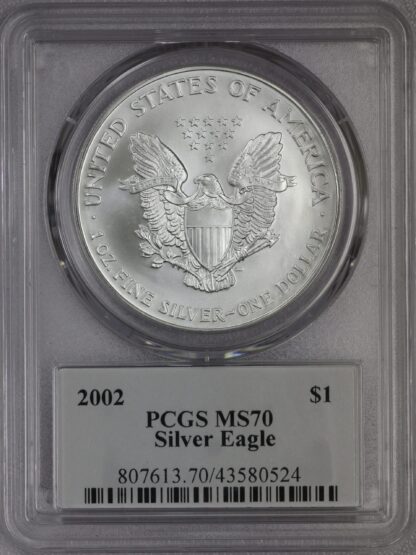 · UNITED STATES OF AMERICA ·
1 OZ. FINE SILVER~ONE DOLLAR
2002 $1
PCGS MS70
Silver Eagle
807613.70/43580524